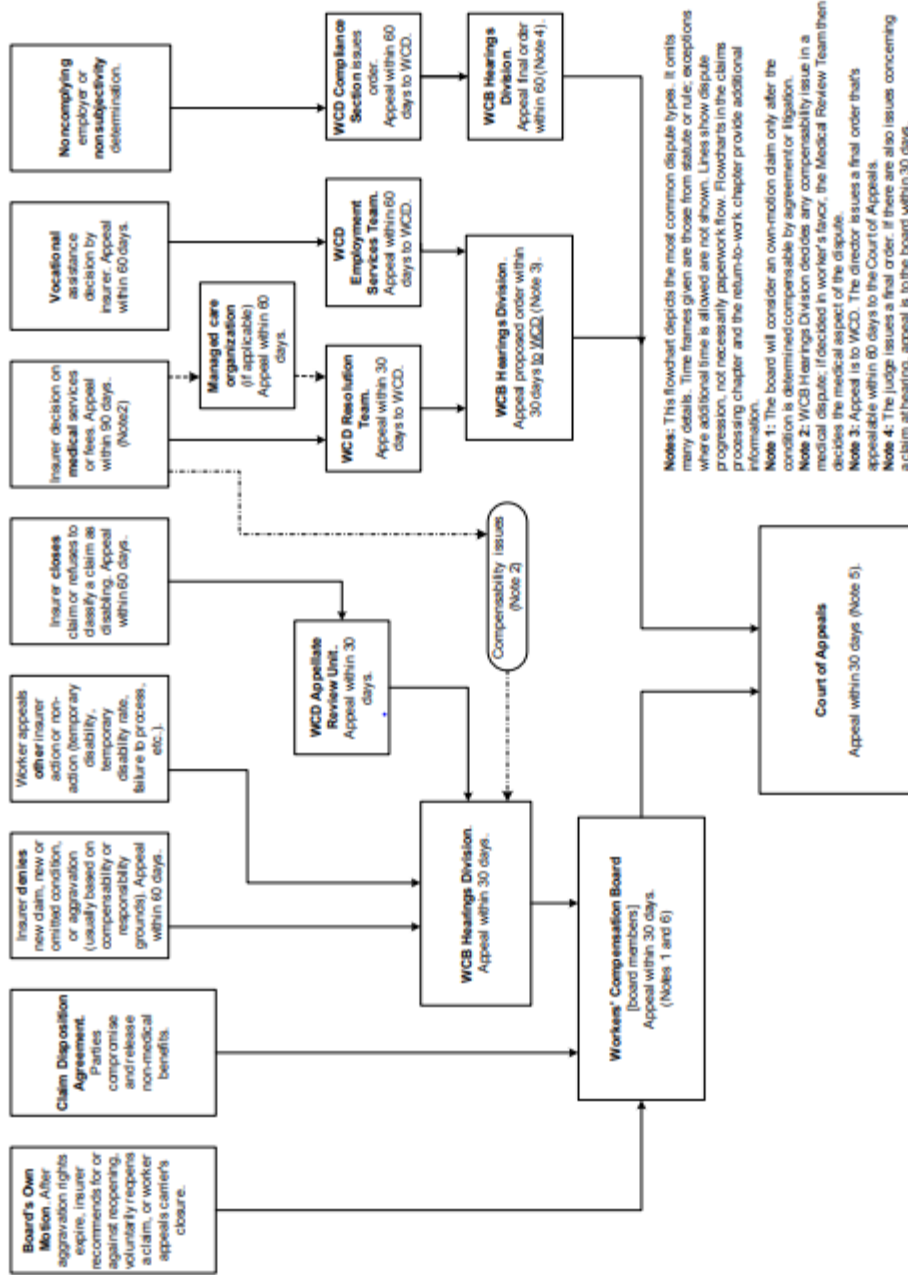 Board's Own
Motion. After
aggravation rights
expire, insurer
recommends for or
against reopening,
voluntarily reopens
a claim, or worker
appeals carrier's
closure.
Claim Disposition
Agreement.
Parties
compromise
and release
non-medical
benefits.
Insurer denies
new claim, new or
omitted condition,
or aggravation
(usually based on
compensability or
responsibility
grounds). Appeal
within 60 days.
Worker appeals
other insurer
action or non-
action (temporary
disability,
temporary
disability rate,
failure to process,
etc.).
Insurer closes
claim or refuses to
classify a claim as
disabling. Appeal
within 60 days.
Insurer decision on
medical services
or fees. Appeal
within 90 days.
(Note2)
Vocational
assistance
decision by
insurer. Appeal
within 60 days.
Noncomplying
employer or
nonsubjectivity
determination.
Managed care
organization
(if applicable)
Appeal within 60
days.
WCD Appellate
Review Unit.
Appeal within 30
days.
WCD Resolution
Team.
Appeal within 30
days to WCD.
WCD
Employment
Services Team.
Appeal within 60
days to WCD.
WCD Compliance
Section issues
order.
Appeal within 60
days to WCD.
WCB Hearings Division.
Appeal within 30 days.
Compensability issues
(Note 2)
WCB Hearings Division.
Appeal proposed order within
30 days to WCD (Note 3).
WCB Hearings
Division.
Appeal final order
within 60 (Note 4).
Workers' Compensation Board
[board members]
Appeal within 30 days.
(Notes 1 and 6)
Court of Appeals
Appeal within 30 days (Note 5).
Notes: This flowchart depicts the most common dispute types. It omits
many details. Time frames given are those from statute or rule; exceptions
where additional time is allowed are not shown. Lines show dispute
progression, not necessarily paperwork flow. Flowcharts in the claims
processing chapter and the return-to-work chapter provide additional
information.
Note 1: The board will consider an own-motion claim only after the
condition is determined compensable by agreement or litigation.
Note 2: WCB Hearings Division decides any compensability issue in a
medical dispute; if decided in worker's favor, the Medical Review Team then
decides the medical aspect of the dispute.
Note 3: Appeal is to WCD. The director issues a final order that's
appealable within 60 days to the Court of Appeals.
Note 4: The judge issues a final order. If there are also issues concerning
a claim at hearing, appeal is to the board within 30 days.